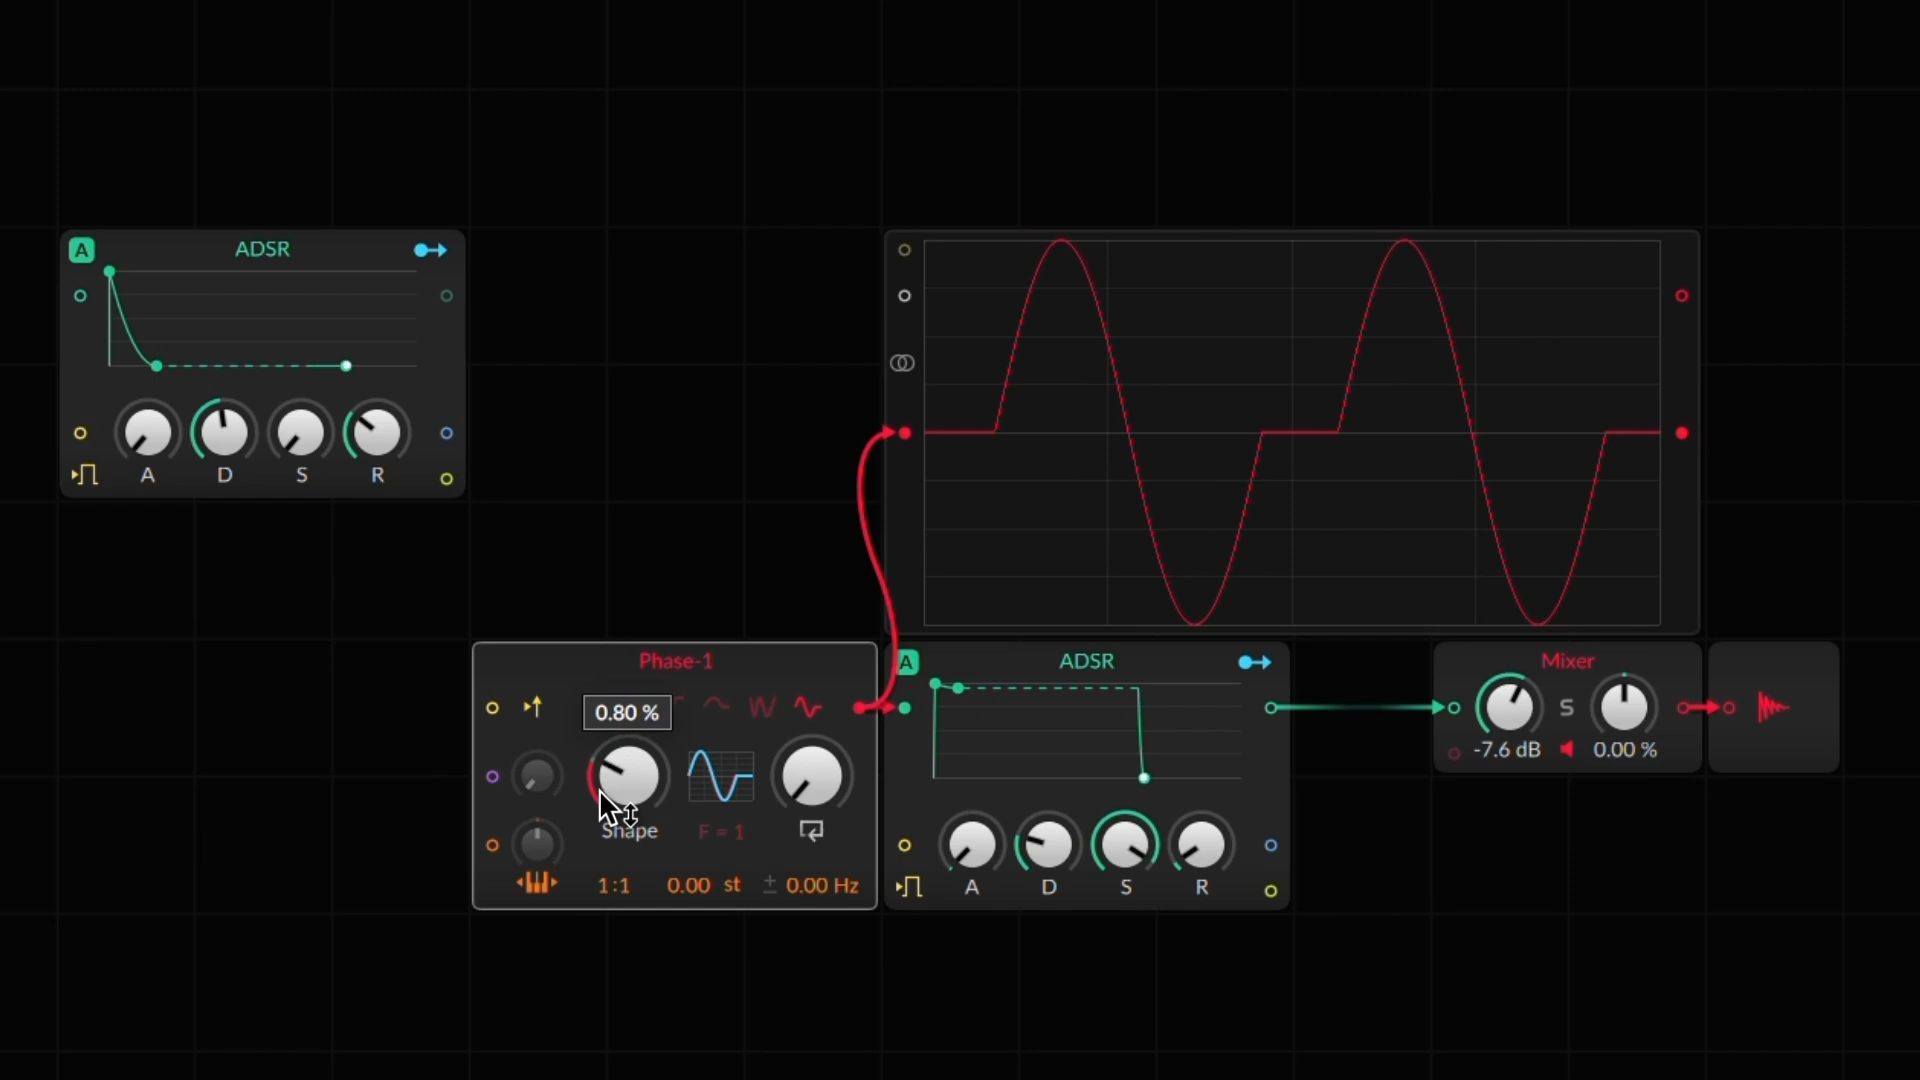 A ADSR
A D S R
Phase-1
0.80 %
Shape
F = 1
1:1 0.00 st ± 0.00 Hz
A ADSR
A D S R
Mixer
S
-7.6 dB 0.00 %